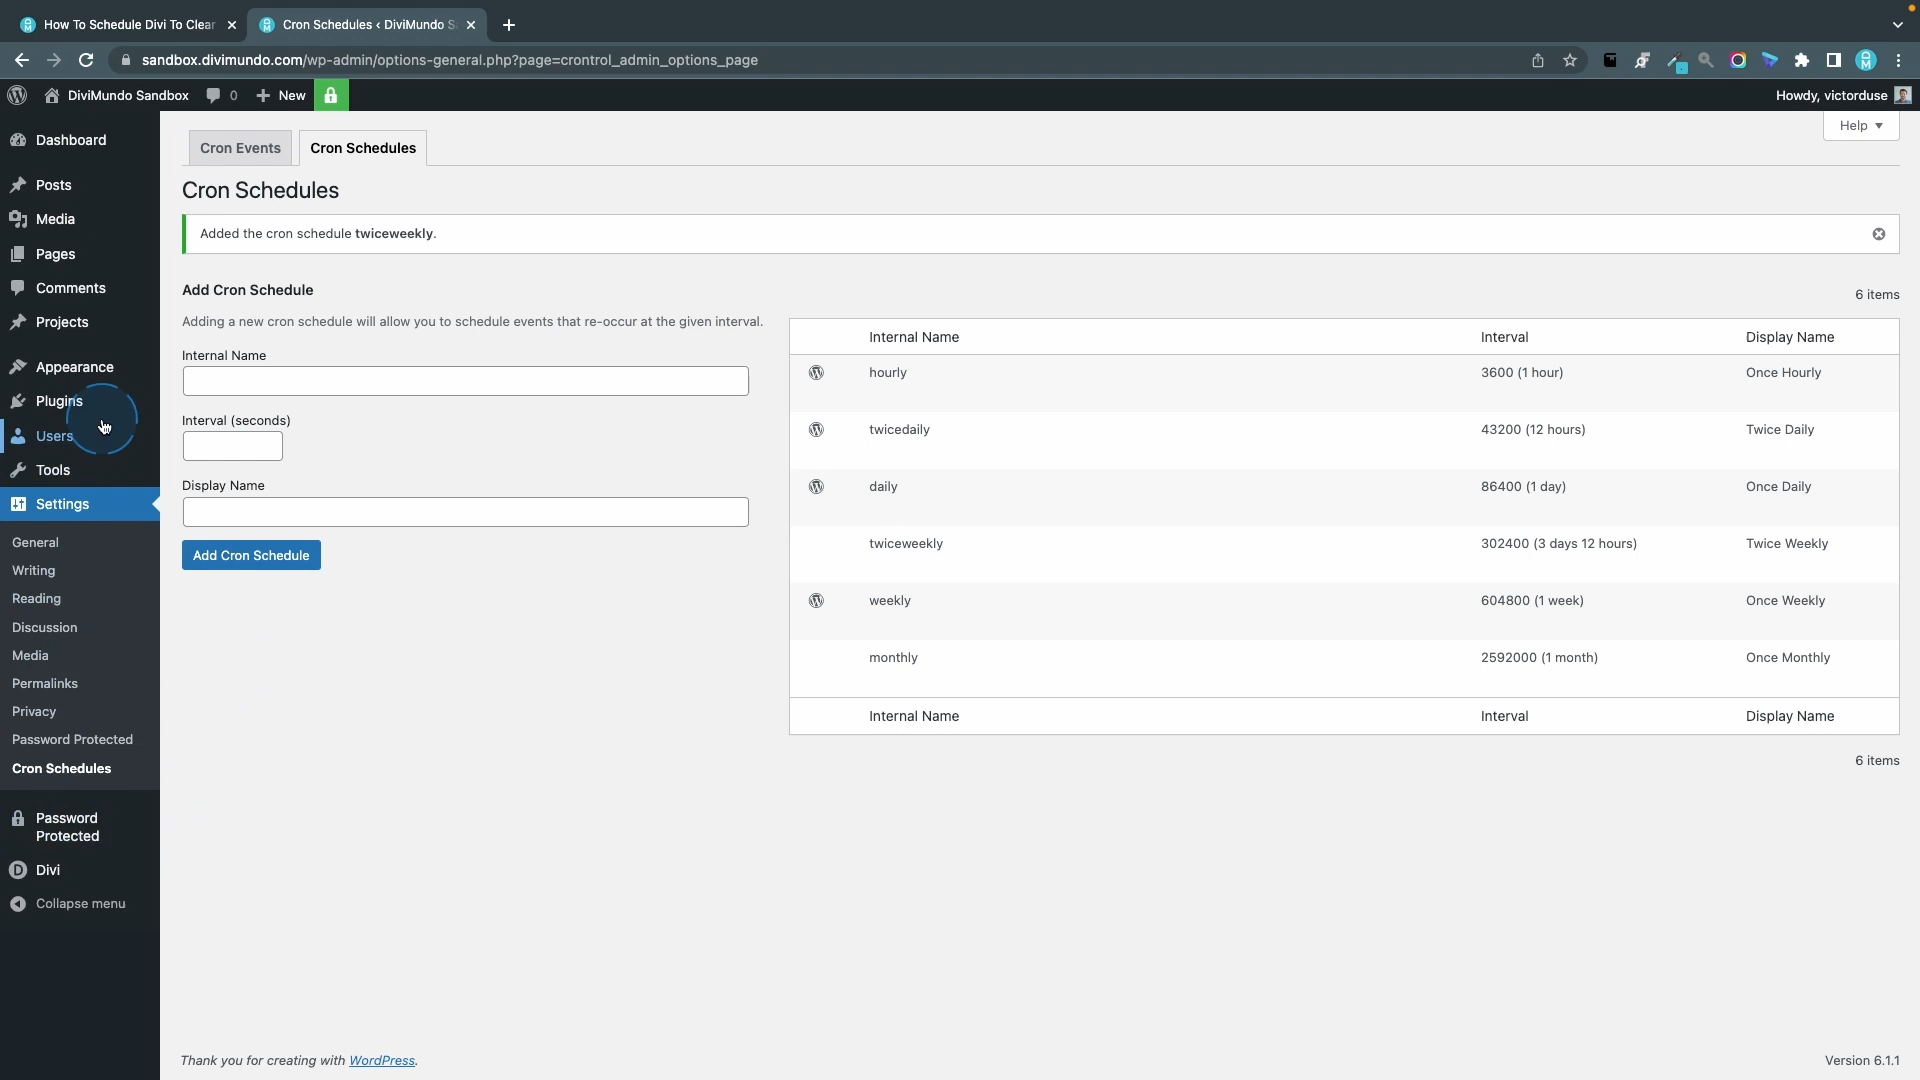 How To Schedule Divi To Clear
Cron Schedules ‹ DiviMundo S
sandbox.divimundo.com/wp-admin/options-general.php?page=crontrol_admin_options_page
DiviMundo Sandbox
0
New
Howdy, victorduse
Help
Dashboard
Posts
Media
Pages
Comments
Projects
Appearance
Plugins
Users
Tools
Settings
General
Writing
Reading
Discussion
Media
Permalinks
Privacy
Password Protected
Cron Schedules
Password
Protected
Divi
Collapse menu
Cron Events
Cron Schedules
Cron Schedules
Added the cron schedule twiceweekly.
Add Cron Schedule
Adding a new cron schedule will allow you to schedule events that re-occur at the given interval.
Internal Name
Interval (seconds)
Display Name
Add Cron Schedule
6 items
Internal Name Interval Display Name
hourly 3600 (1 hour) Once Hourly
twicedaily 43200 (12 hours) Twice Daily
daily 86400 (1 day) Once Daily
twiceweekly 302400 (3 days 12 hours) Twice Weekly
weekly 604800 (1 week) Once Weekly
monthly 2592000 (1 month) Once Monthly
Internal Name Interval Display Name
6 items
Thank you for creating with WordPress.
Version 6.1.1